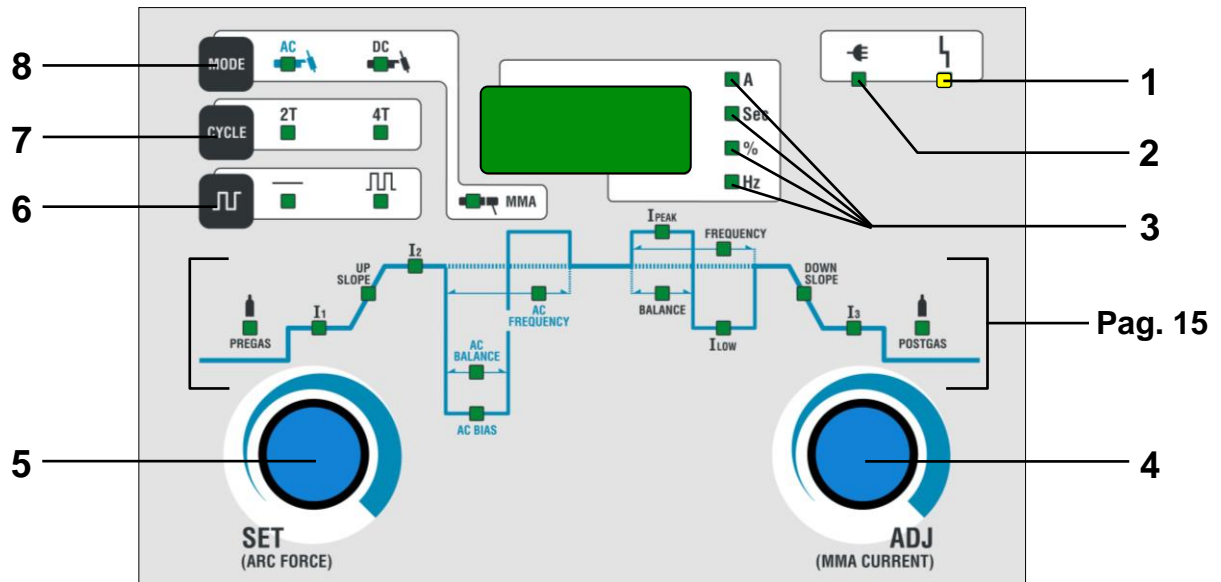 8
MODE
AC
DC
A
1
7
CYCLE
2T
4T
Sec
%
2
6
MMA
Hz
3
IPEAK
FREQUENCY
I2
UP
SLOPE
DOWN
SLOPE
AC
FREQUENCY
BALANCE
I1
PREGAS
AC
BALANCE
ILOW
I3
POSTGAS
Pag. 15
AC BIAS
5
4
SET
(ARC FORCE)
ADJ
(MMA CURRENT)